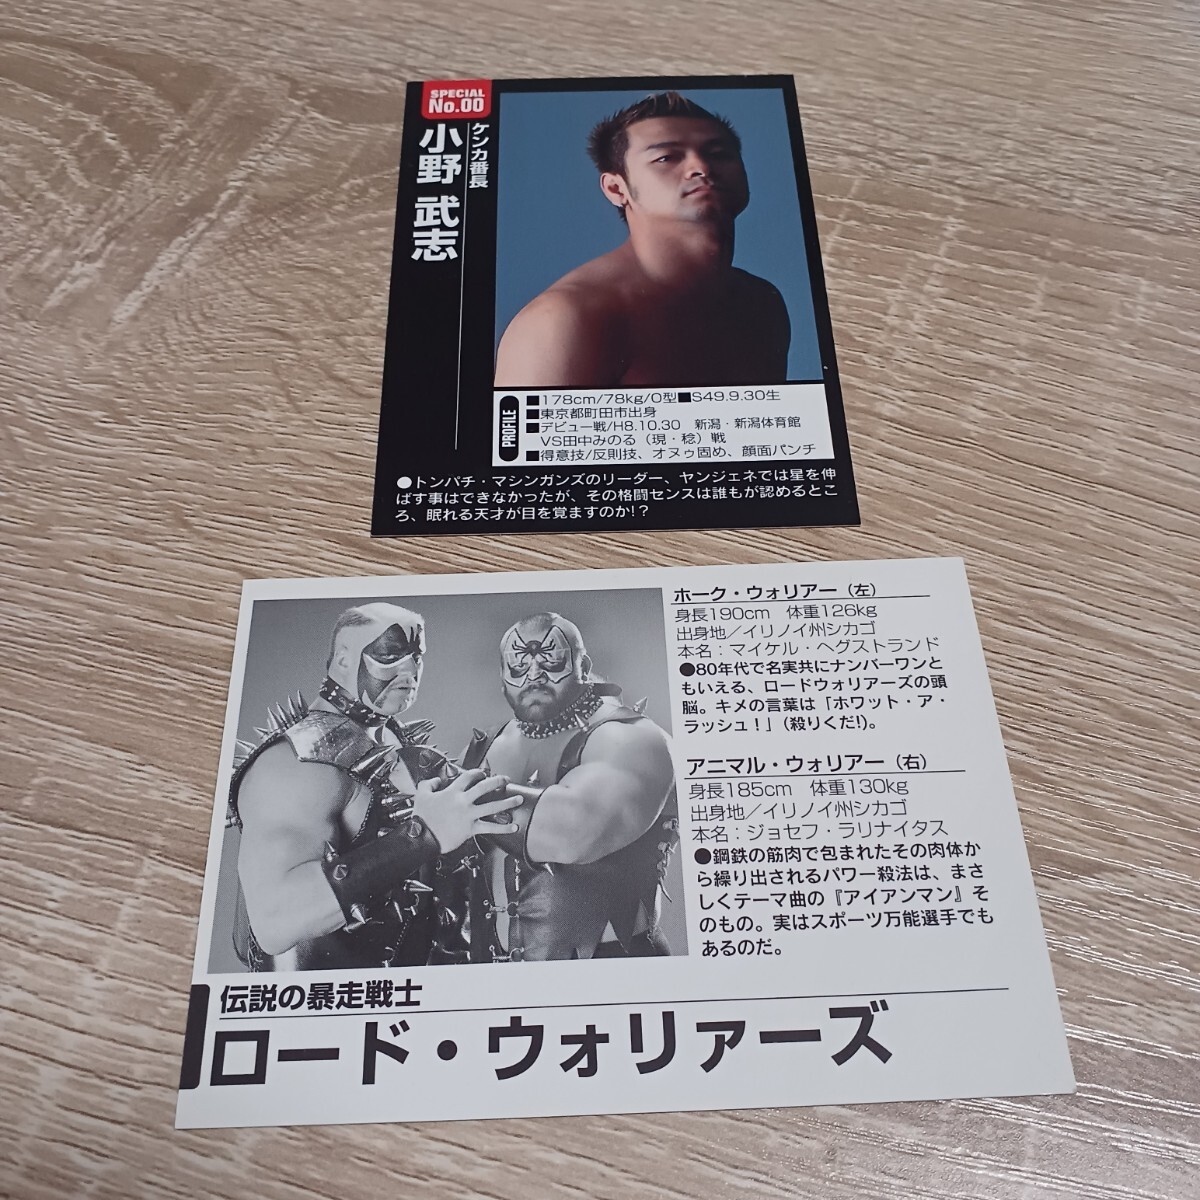 SPECIAL
No.00
ケンカ番長
小野 武志
PROFILE
■178cm/78kg/O型■S49.9.30生
■東京都町田市出身
■デビュー戦/H8.10.30 新潟・新潟体育館
VS田中みのる（現・稔）戦
■得意技/反則技、オヌゥ固め、顔面パンチ
●トンパチ・マシンガンズのリーダー、ヤンジェネでは星を伸
ばす事はできなかったが、その格闘センスは誰もが認めるとこ
ろ、眠れる天才が目を覚ますのか!？
ホーク・ウォリアー（左）
身長190cm 体重126kg
出身地／イリノイ州シカゴ
本名：マイケル・ヘグストランド
●80年代で名実共にナンバーワンと
もいえる、ロードウォリアーズの頭
脳。キメの言葉は「ホワット・ア・
ラッシュ！」（殺りくだ!）。
アニマル・ウォリアー（右）
身長185cm 体重130kg
出身地／イリノイ州シカゴ
本名：ジョセフ・ラリナイタス
●鋼鉄の筋肉で包まれたその肉体か
ら繰り出されるパワー殺法は、まさ
しくテーマ曲の『アイアンマン』そ
のもの。実はスポーツ万能選手でも
あるのだ。
伝説の暴走戦士
ロード・ウォリァーズ